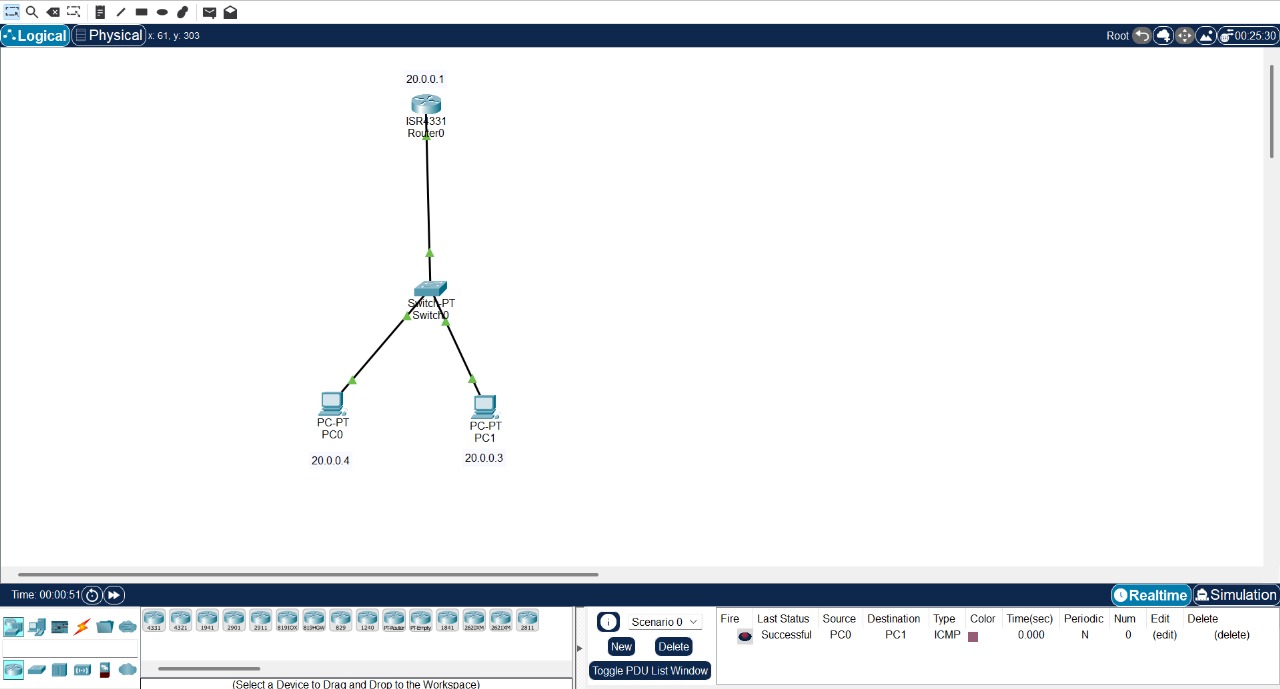 Logical
Physical x: 61, y: 303
Root
00:25:30
20.0.0.1
ISR4331
Router0
Switch-PT
Switch0
PC-PT
PC0
20.0.0.4
PC-PT
PC1
20.0.0.3
Time: 00:00:51
Realtime
Simulation
4331 4321 1941 2901 2911 819IOX 819HGW 829 1240 PT-Router PT-Empty 1841 2620XM 2621XM 2811
(Select a Device to Drag and Drop to the Workspace)
Scenario 0
New
Delete
Toggle PDU List Window
Fire Last Status Source Destination Type Color Time(sec) Periodic Num Edit Delete
Successful PC0 PC1 ICMP 0.000 N 0 (edit) (delete)